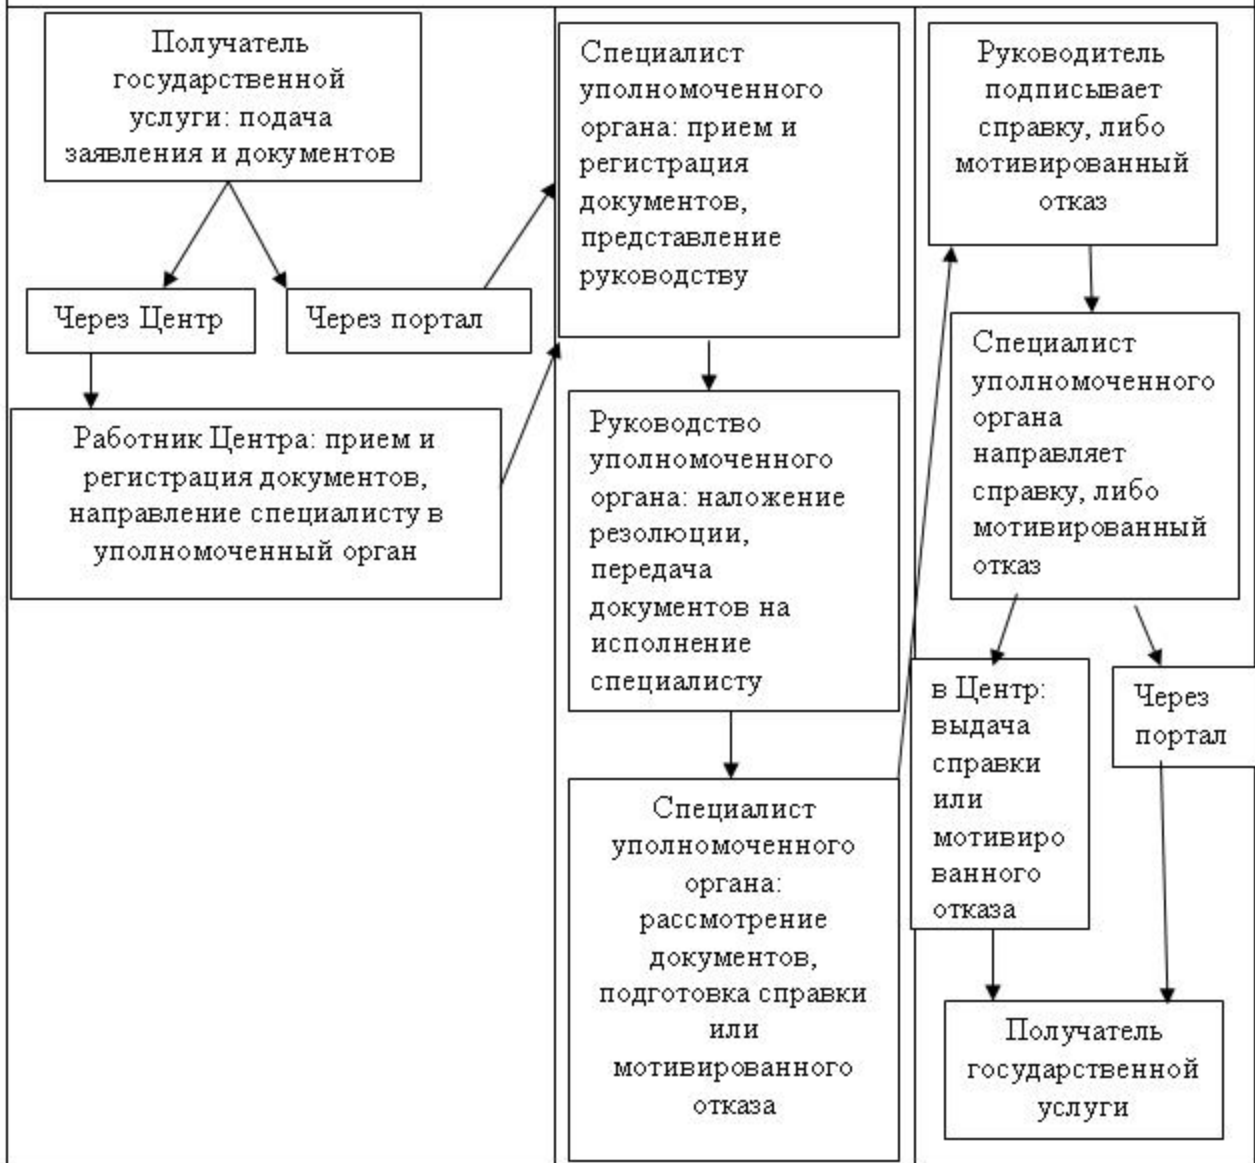 Получатель
государственной
услуги: подача
заявления и документов
Через Центр
Через портал
Работник Центра: прием и
регистрация документов,
направление специалисту в
уполномоченный орган
Специалист
уполномоченного
органа: прием и
регистрация
документов,
представление
руководству
Руководство
уполномоченного
органа: наложение
резолюции,
передача
документов на
исполнение
специалисту
Специалист
уполномоченного
органа:
рассмотрение
документов,
подготовка справки
или
мотивированного
отказа
Руководитель
подписывает
справку, либо
мотивированный
отказ
Специалист
уполномоченного
органа
направляет
справку, либо
мотивированный
отказ
в Центр:
выдача
справки
или
мотивиро
ванного
отказа
Через
портал
Получатель
государственной
услуги